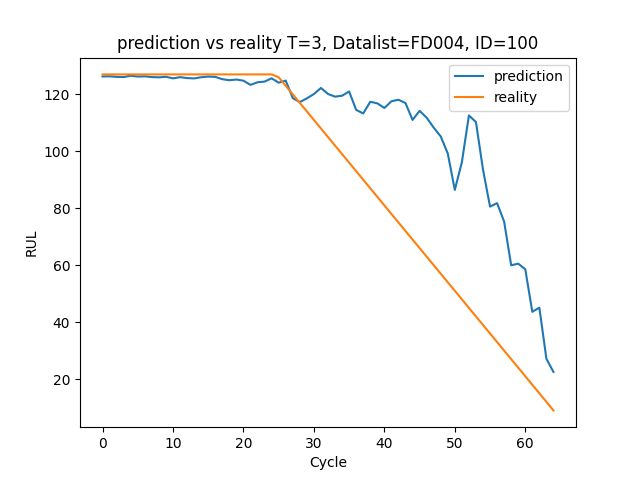 prediction vs reality T=3, Datalist=FD004, ID=100
prediction
reality
120
100
80
60
40
20
RUL
0 10 20 30 40 50 60
Cycle